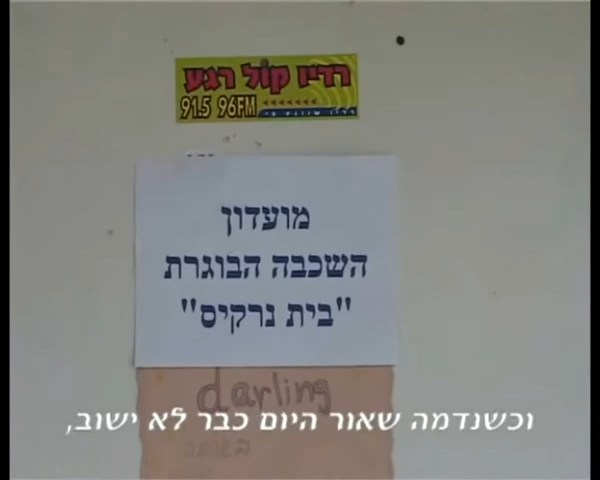 רדיו קול רגע
91.5 96FM
מועדון
השכבה הבוגרת
"בית נרקיס"
darling
וכשנדמה שאור היום כבר לא ישוב,